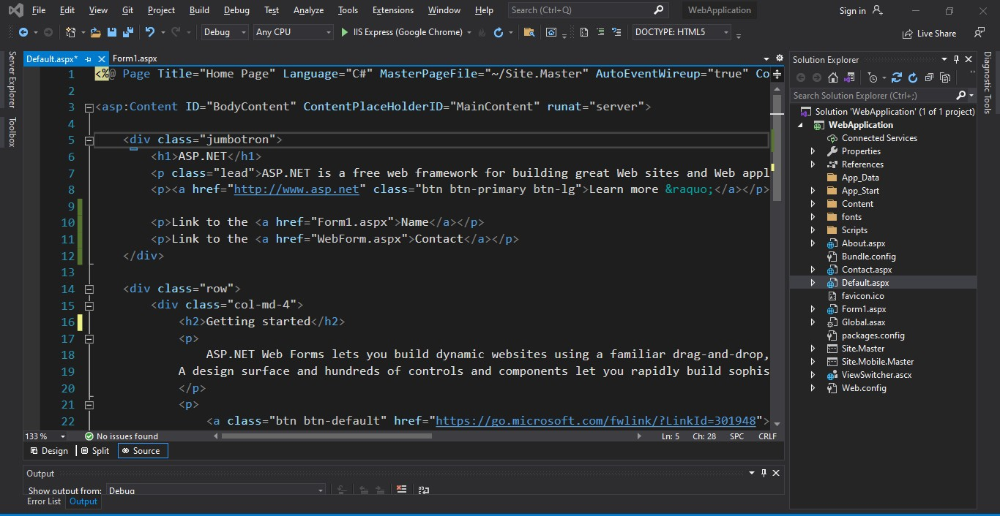 File Edit View Git Project Build Debug Test Analyze Tools Extensions Window Help Search (Ctrl+Q) WebApplication Sign in
Debug Any CPU IIS Express (Google Chrome) DOCTYPE: HTML5 Live Share
Server Explorer
Toolbox
Default.aspx* Form1.aspx
1 <%@ Page Title="Home Page" Language="C#" MasterPageFile="~/Site.Master" AutoEventWireup="true" Co
2
3 <asp:Content ID="BodyContent" ContentPlaceHolderID="MainContent" runat="server">
4
5 <div class="jumbotron">
6 <h1>ASP.NET</h1>
7 <p class="lead">ASP.NET is a free web framework for building great Web sites and Web appl
8 <p><a href="http://www.asp.net" class="btn btn-primary btn-lg">Learn more &raquo;</a></p>
9
10 <p>Link to the <a href="Form1.aspx">Name</a></p>
11 <p>Link to the <a href="WebForm.aspx">Contact</a></p>
12 </div>
13
14 <div class="row">
15 <div class="col-md-4">
16 <h2>Getting started</h2>
17 <p>
18 ASP.NET Web Forms lets you build dynamic websites using a familiar drag-and-drop,
19 A design surface and hundreds of controls and components let you rapidly build sophis
20 </p>
21 <p>
22 <a class="btn btn-default" href="https://go.microsoft.com/fwlink/?LinkId=301948">
133 % No issues found Ln: 5 Ch: 28 SPC CRLF
Design Split Source
Output
Show output from: Debug
Error List Output
Solution Explorer
Search Solution Explorer (Ctrl+;)
Solution 'WebApplication' (1 of 1 project)
WebApplication
Connected Services
Properties
References
App_Data
App_Start
Content
fonts
Scripts
About.aspx
Bundle.config
Contact.aspx
Default.aspx
favicon.ico
Form1.aspx
Global.asax
packages.config
Site.Master
Site.Mobile.Master
ViewSwitcher.ascx
Web.config
Diagnostic Tools